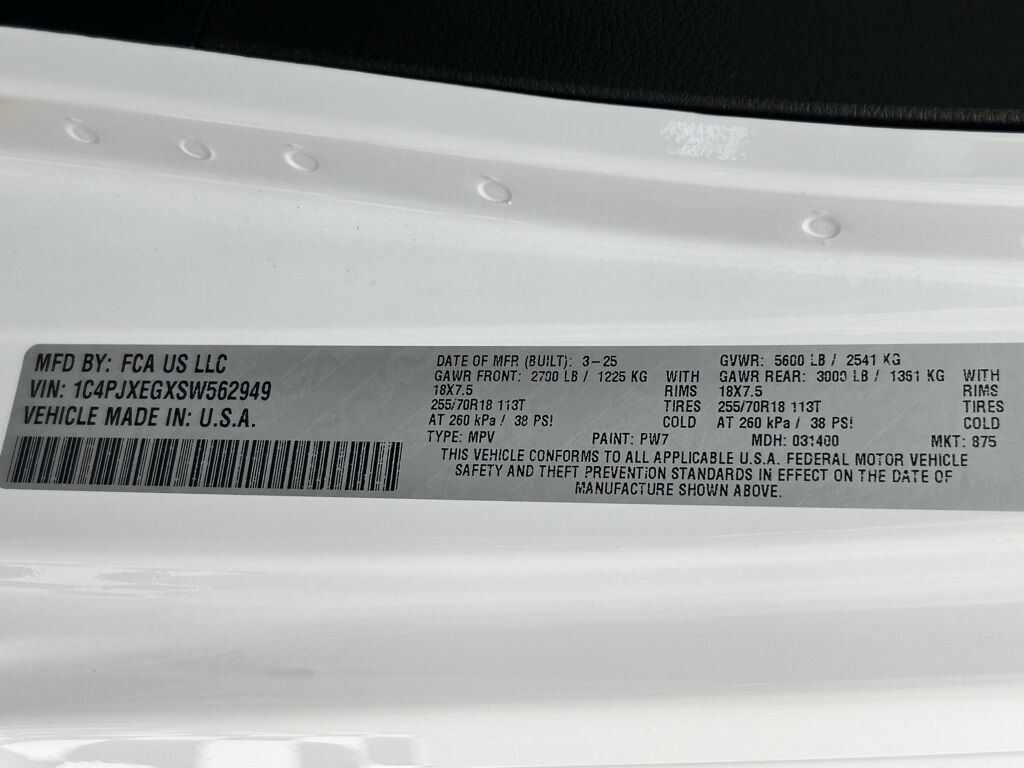 MFD BY: FCA US LLC
VIN: 1C4PJXEGXSW562949
VEHICLE MADE IN: U.S.A.
DATE OF MFR (BUILT): 3-25
GAWR FRONT: 2700 LB / 1225 KG WITH
18X7.5 RIMS
255/70R18 113T TIRES
AT 260 kPa / 38 PSI COLD
GVWR: 5600 LB / 2541 KG
GAWR REAR: 3000 LB / 1361 KG WITH
18X7.5 RIMS
255/70R18 113T TIRES
AT 260 kPa / 38 PSI COLD
TYPE: MPV PAINT: PW7 MDH: 031400 MKT: 875
THIS VEHICLE CONFORMS TO ALL APPLICABLE U.S.A. FEDERAL MOTOR VEHICLE
SAFETY AND THEFT PREVENTION STANDARDS IN EFFECT ON THE DATE OF
MANUFACTURE SHOWN ABOVE.